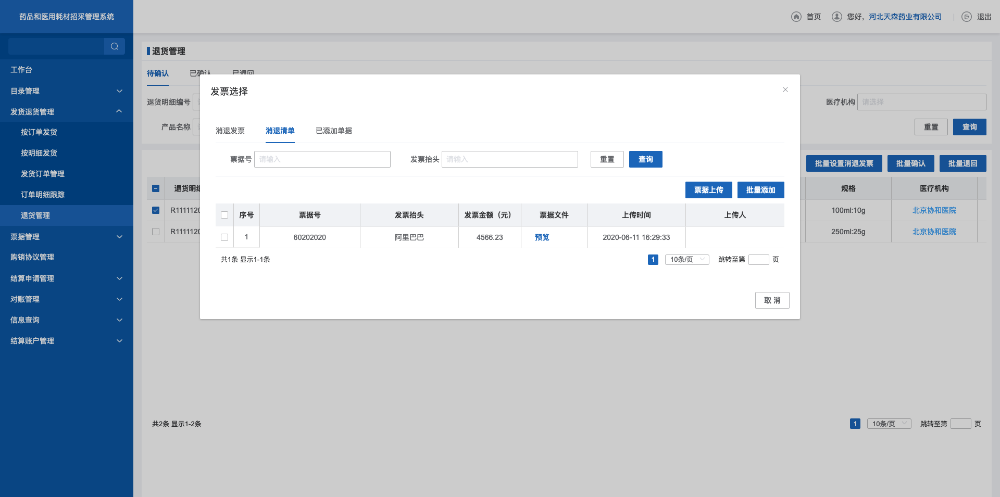 药品和医用耗材招采管理系统
首页
您好，河北天森药业有限公司
退出
工作台
目录管理
发货退货管理
按订单发货
按明细发货
发货订单管理
订单明细跟踪
退货管理
票据管理
购销协议管理
结算申请管理
对账管理
信息查询
结算账户管理
退货管理
待确认 已确认 已退回
退货明细编号
医疗机构 请选择
产品名称
重置 查询
批量设置消退发票 批量确认 批量退回
退货明细 规格 医疗机构
R1111120 100ml:10g 北京协和医院
R1111120 250ml:25g 北京协和医院
共2条 显示1-2条
1 10条/页 跳转至第 页
发票选择
消退发票 消退清单 已添加单据
票据号 请输入 发票抬头 请输入 重置 查询
票据上传 批量添加
序号 票据号 发票抬头 发票金额（元） 票据文件 上传时间 上传人
1 60202020 阿里巴巴 4566.23 预览 2020-06-11 16:29:33
共1条 显示1-1条
1 10条/页 跳转至第 页
取 消